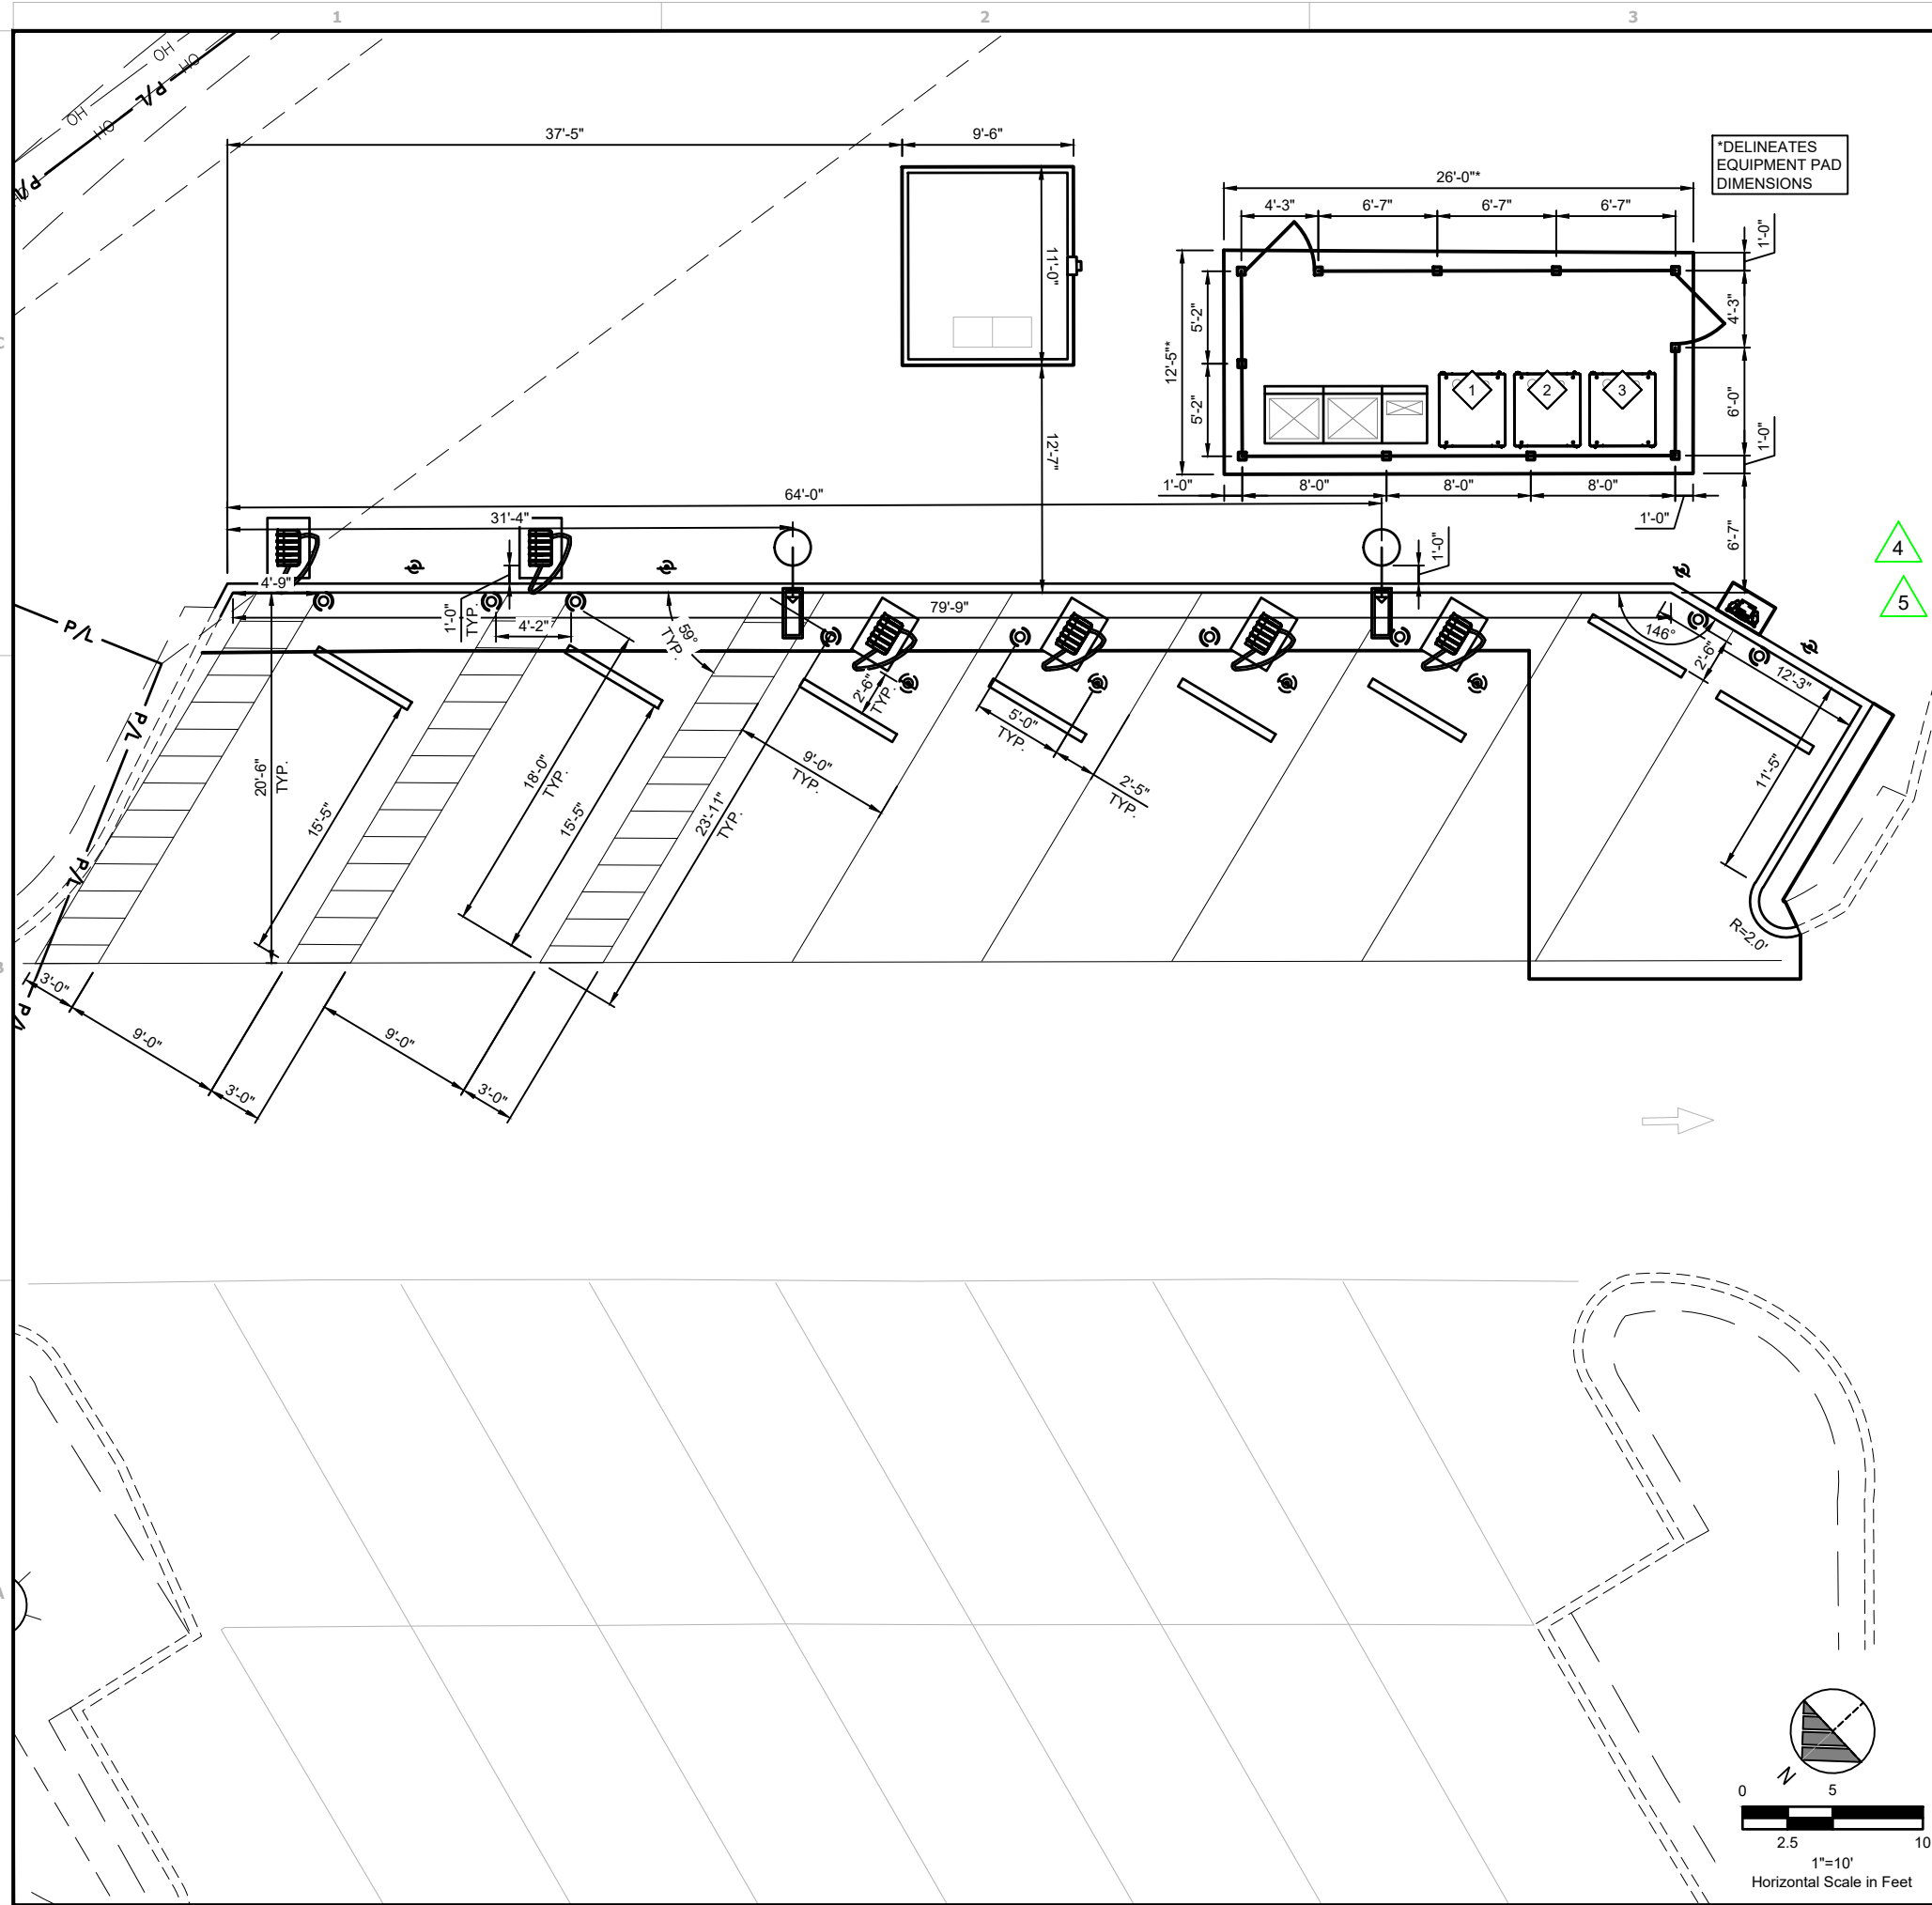 1
2
3
OH
OH
P/L
OH
OH
P/L
37'-5"
9'-6"
*DELINEATES
EQUIPMENT PAD
DIMENSIONS
26'-0"*
4'-3"
6'-7"
6'-7"
6'-7"
1'-0"
11'-0"
5'-2"
4'-3"
12'-5"*
5'-2"
1
2
3
6'-0"
1'-0"
12'-7"
1'-0"
8'-0"
8'-0"
8'-0"
1'-0"
64'-0"
31'-4"
6'-7"
1'-0"
4
5
4'-9"
1'-0"
TYP.
4'-2"
59°
TYP.
79'-9"
146°
2'-6"
12'-3"
P/L
P/L
P/L
P/L
2'-6"
TYP.
5'-0"
TYP.
9'-0"
TYP.
2'-5"
TYP.
20'-6"
TYP.
15'-5"
18'-0"
TYP.
15'-5"
23'-11"
TYP.
11'-5"
R=2.0'
3'-0"
9'-0"
3'-0"
9'-0"
3'-0"
N
0
5
2.5
10
1"=10'
Horizontal Scale in Feet